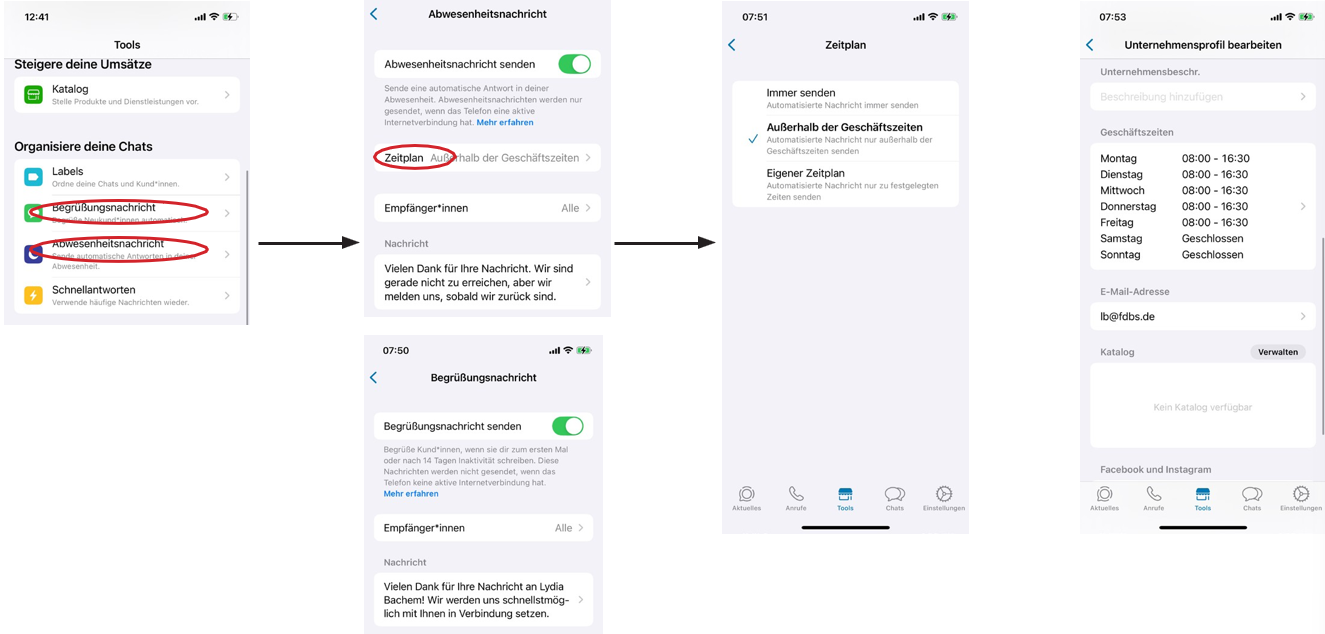 12:41
Tools
Steigere deine Umsätze
Katalog
Stelle Produkte und Dienstleistungen vor.
Organisiere deine Chats
Labels
Ordne deine Chats und Kund*innen.
Begrüßungsnachricht
Begrüße Neukund*innen automatisch.
Abwesenheitsnachricht
Sende automatische Antworten in deiner
Abwesenheit.
Schnellantworten
Verwende häufige Nachrichten wieder.
Abwesenheitsnachricht
Abwesenheitsnachricht senden
Sende eine automatische Antwort in deiner
Abwesenheit. Abwesenheitsnachrichten werden nur
gesendet, wenn das Telefon eine aktive
Internetverbindung hat. Mehr erfahren
Zeitplan Außerhalb der Geschäftszeiten
Empfänger*innen Alle
Nachricht
Vielen Dank für Ihre Nachricht. Wir sind
gerade nicht zu erreichen, aber wir
melden uns, sobald wir zurück sind.
07:50
Begrüßungsnachricht
Begrüßungsnachricht senden
Begrüße Kund*innen, wenn sie dir zum ersten Mal
oder nach 14 Tagen Inaktivität schreiben. Diese
Nachrichten werden nicht gesendet, wenn das
Telefon keine aktive Internetverbindung hat.
Mehr erfahren
Empfänger*innen Alle
Nachricht
Vielen Dank für Ihre Nachricht an Lydia
Bachem! Wir werden uns schnellstmög-
lich mit Ihnen in Verbindung setzen.
07:51
Zeitplan
Immer senden
Automatisierte Nachricht immer senden
Außerhalb der Geschäftszeiten
Automatisierte Nachricht nur außerhalb der
Geschäftszeiten senden
Eigener Zeitplan
Automatisierte Nachricht nur zu festgelegten
Zeiten senden
Aktuelles Anrufe Tools Chats Einstellungen
07:53
Unternehmensprofil bearbeiten
Unternehmensbeschr.
Beschreibung hinzufügen
Geschäftszeiten
Montag 08:00 - 16:30
Dienstag 08:00 - 16:30
Mittwoch 08:00 - 16:30
Donnerstag 08:00 - 16:30
Freitag 08:00 - 16:30
Samstag Geschlossen
Sonntag Geschlossen
E-Mail-Adresse
lb@fdbs.de
Katalog Verwalten
Kein Katalog verfügbar
Facebook und Instagram
Aktuelles Anrufe Tools Chats Einstellungen